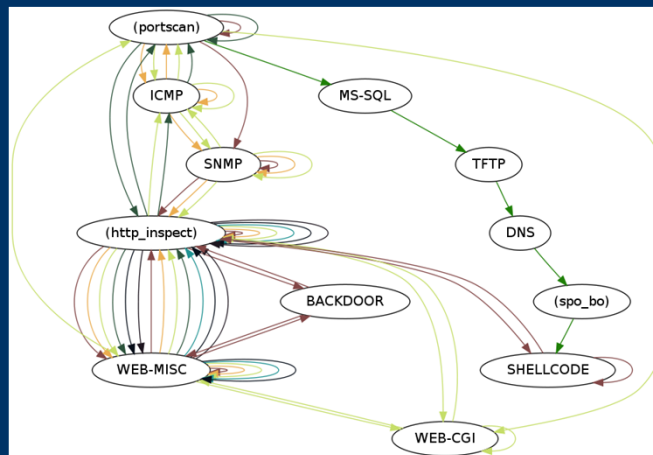 (portscan)
ICMP
MS-SQL
SNMP
TFTP
(http_inspect)
DNS
BACKDOOR
(spo_bo)
WEB-MISC
SHELLCODE
WEB-CGI